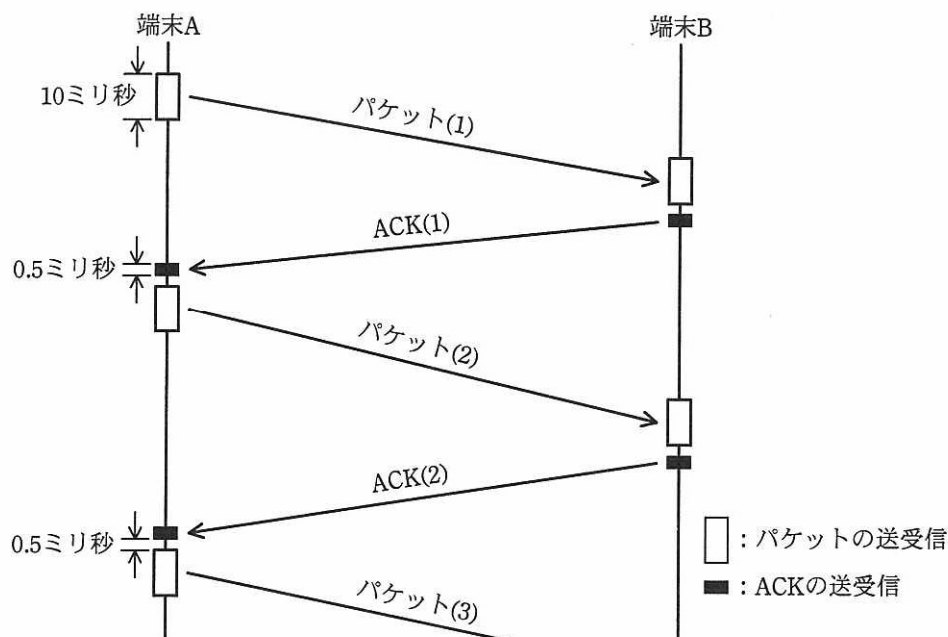 端末A
端末B
10ミリ秒
パケット(1)
ACK(1)
0.5ミリ秒
パケット(2)
ACK(2)
0.5ミリ秒
パケット(3)
：パケットの送受信
：ACKの送受信